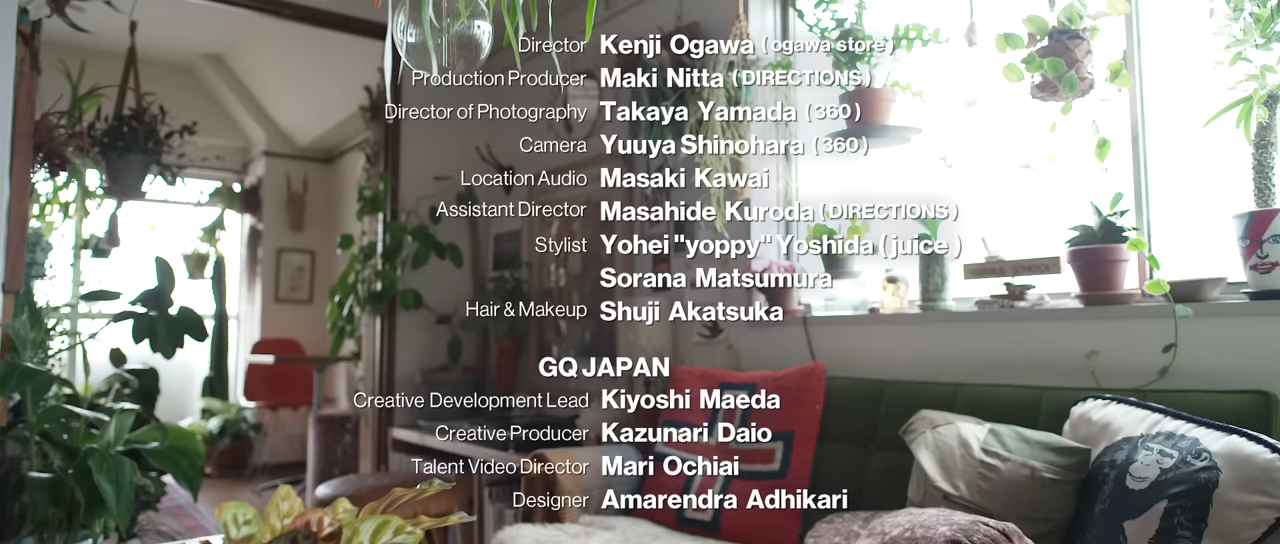 Director Kenji Ogawa (ogawa store)
Production Producer Maki Nitta (DIRECTIONS)
Director of Photography Takaya Yamada (360)
Camera Yuuya Shinohara (360)
Location Audio Masaki Kawai
Assistant Director Masahide Kuroda (DIRECTIONS)
Stylist Yohei "yoppy" Yoshida (juice)
Sorana Matsumura
Hair & Makeup Shuji Akatsuka
GQ JAPAN
Creative Development Lead Kiyoshi Maeda
Creative Producer Kazunari Daio
Talent Video Director Mari Ochiai
Designer Amarendra Adhikari